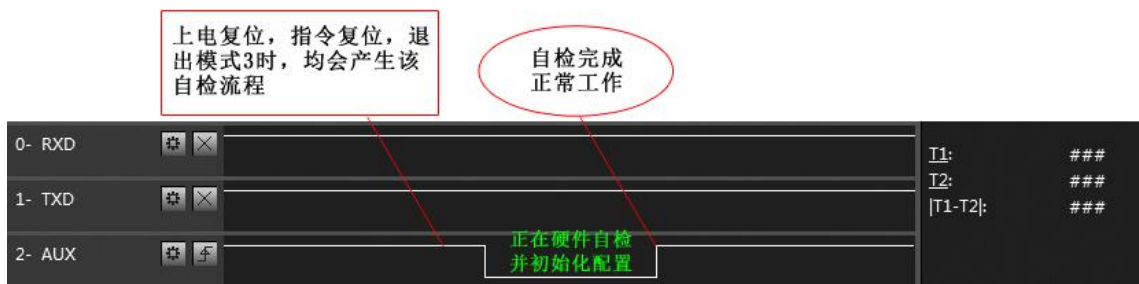 上电复位，指令复位，退
出模式3时，均会产生该
自检流程
自检完成
正常工作
0- RXD
T1: ###
T2: ###
1- TXD
|T1-T2|: ###
正在硬件自检
2- AUX
并初始化配置